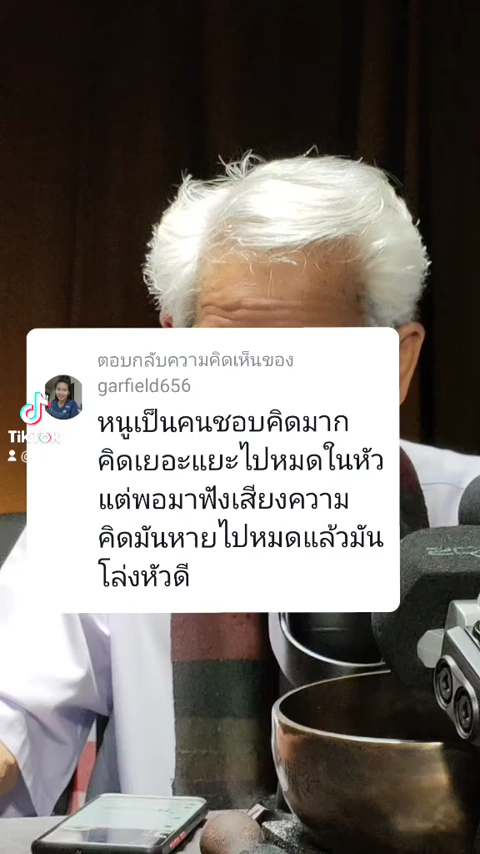 ตอบกลับความคิดเห็นของ
garfield656
หนูเป็นคนชอบคิดมาก
คิดเยอะแยะไปหมดในหัว
แต่พอมาฟังเสียงความ
คิดมันหายไปหมดแล้วมัน
โล่งหัวดี
TikTok